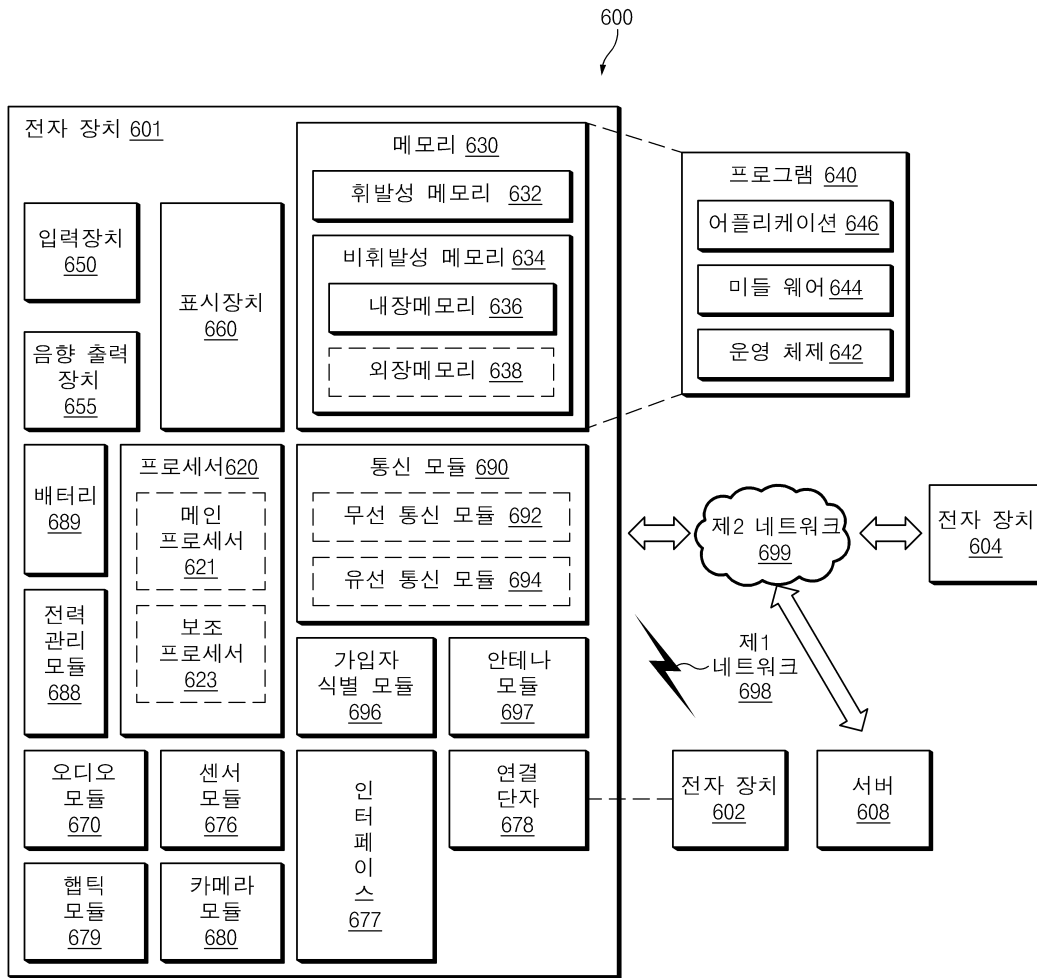 600
전자 장치 601
메모리 630
휘발성 메모리 632
비휘발성 메모리 634
내장메모리 636
외장메모리 638
프로그램 640
어플리케이션 646
미들 웨어 644
운영 체제 642
입력장치
650
표시장치
660
음향 출력
장치
655
배터리
689
프로세서620
메인
프로세서
621
보조
프로세서
623
전력
관리
모듈
688
통신 모듈 690
무선 통신 모듈 692
유선 통신 모듈 694
제2 네트워크
699
전자 장치
604
가입자
식별 모듈
696
안테나
모듈
697
제1
네트워크
698
오디오
모듈
670
센서
모듈
676
인
터
페
이
스
677
연결
단자
678
전자 장치
602
서버
608
햅틱
모듈
679
카메라
모듈
680